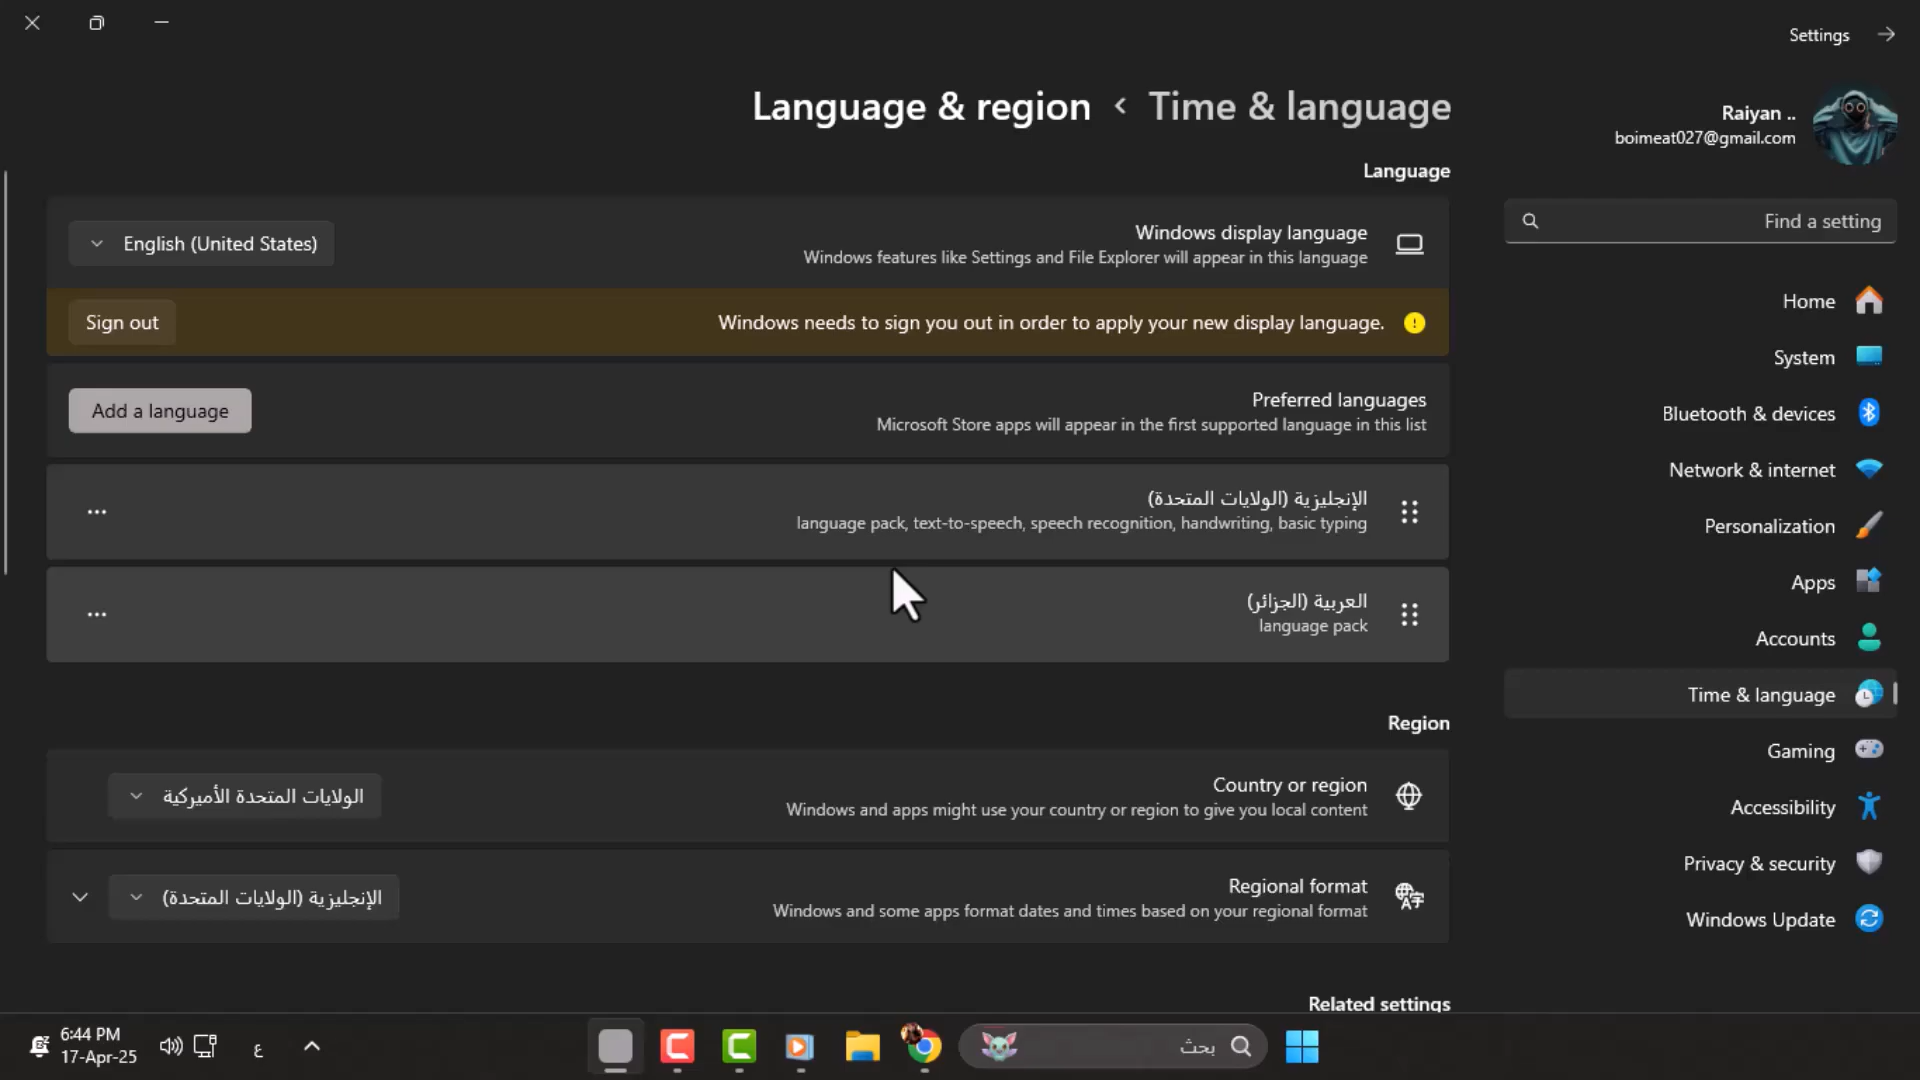 Settings
Language & region
Time & language
Raiyan ..
boimeat027@gmail.com
Find a setting
Home
System
Bluetooth & devices
Network & internet
Personalization
Apps
Accounts
Time & language
Gaming
Accessibility
Privacy & security
Windows Update
Language
Windows display language
Windows features like Settings and File Explorer will appear in this language
English (United States)
Windows needs to sign you out in order to apply your new display language.
Sign out
Preferred languages
Microsoft Store apps will appear in the first supported language in this list
Add a language
الإنجليزية (الولايات المتحدة)
language pack, text-to-speech, speech recognition, handwriting, basic typing
العربية (الجزائر)
language pack
Region
Country or region
Windows and apps might use your country or region to give you local content
الولايات المتحدة الأميركية
Regional format
Windows and some apps format dates and times based on your regional format
الإنجليزية (الولايات المتحدة)
Related settings
بحث
ع
6:44 PM
17-Apr-25